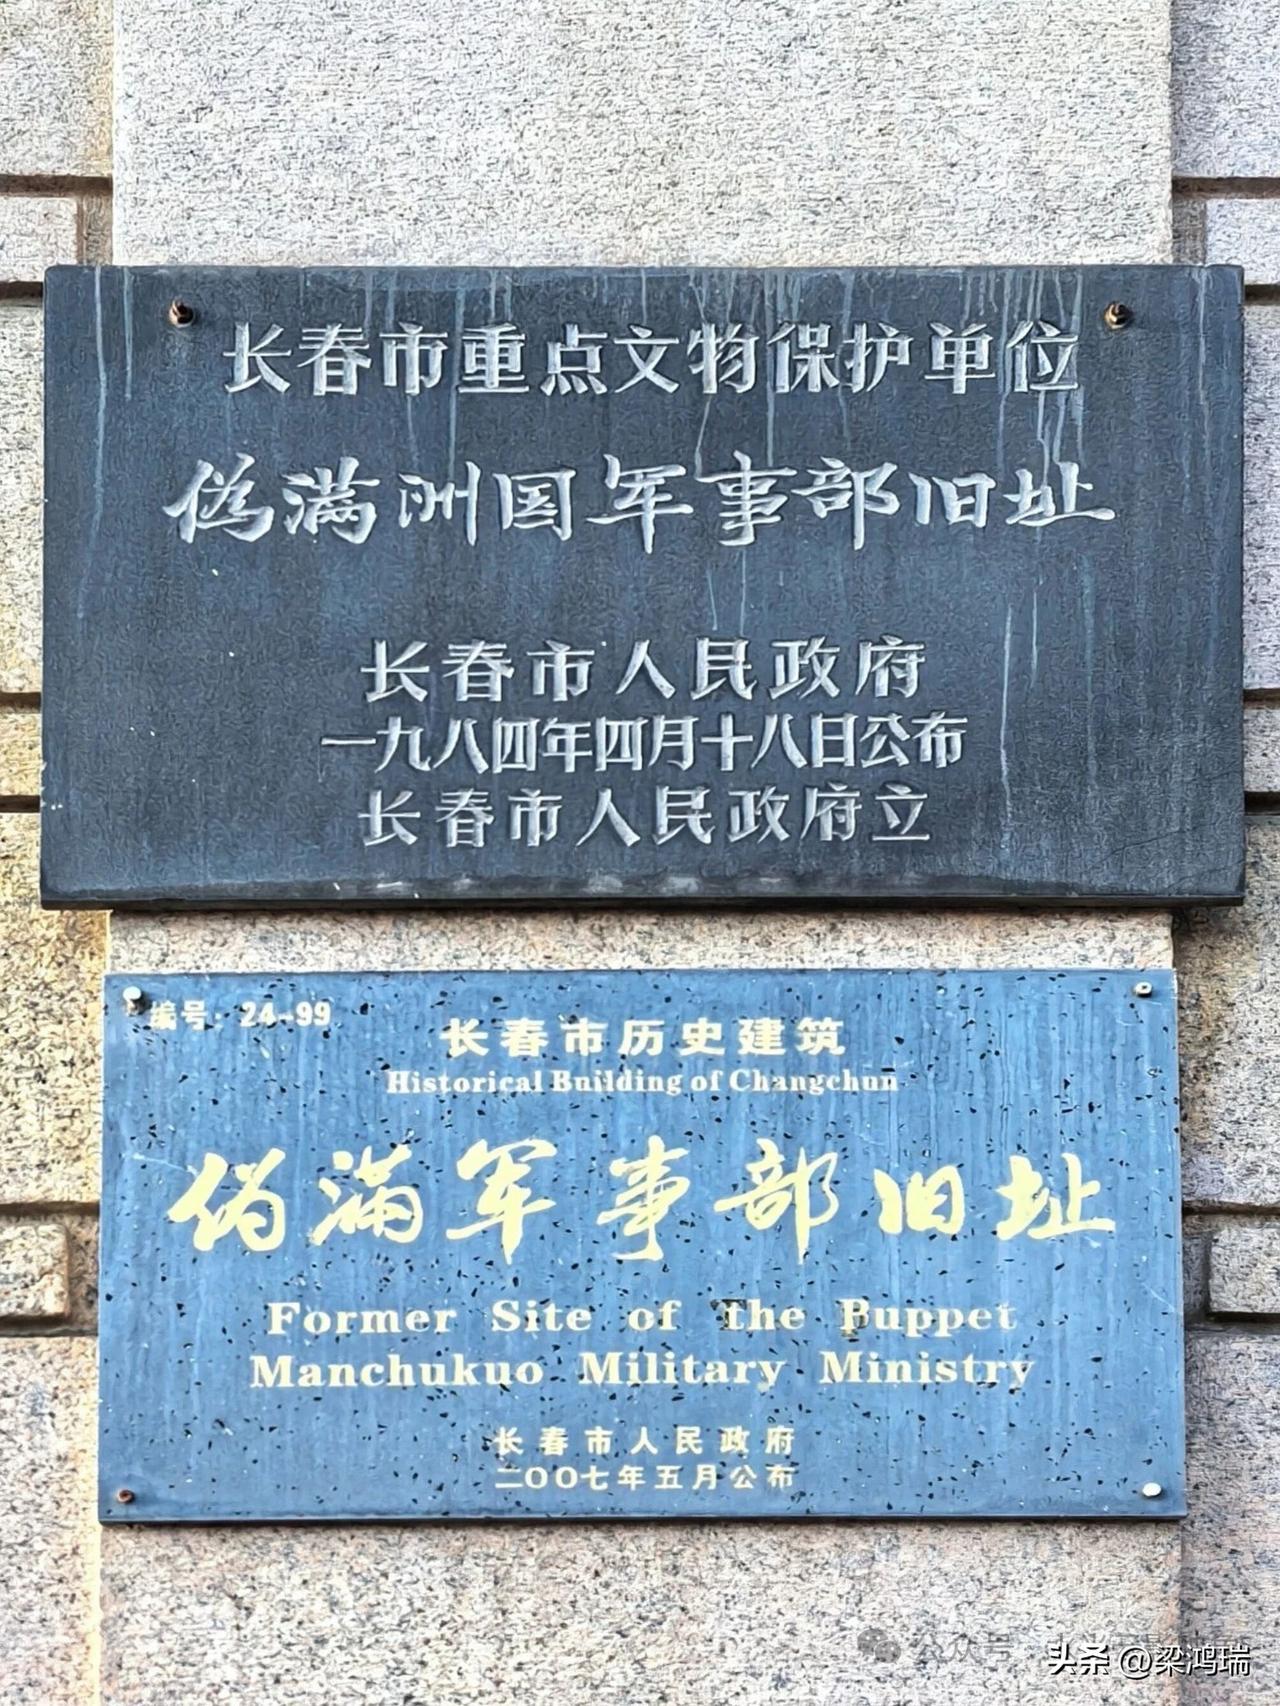 长春市重点文物保护单位
伪满洲国军事部旧址
长春市人民政府
一九八四年四月十八日公布
长春市人民政府立
编号·24-99
长春市历史建筑
Historical Building of Changchun
伪满军事部旧址
Former Site of the Puppet
Manchukuo Military Ministry
长春市人民政府
二〇〇七年五月公布
公众号
头条 @梁鸿瑞